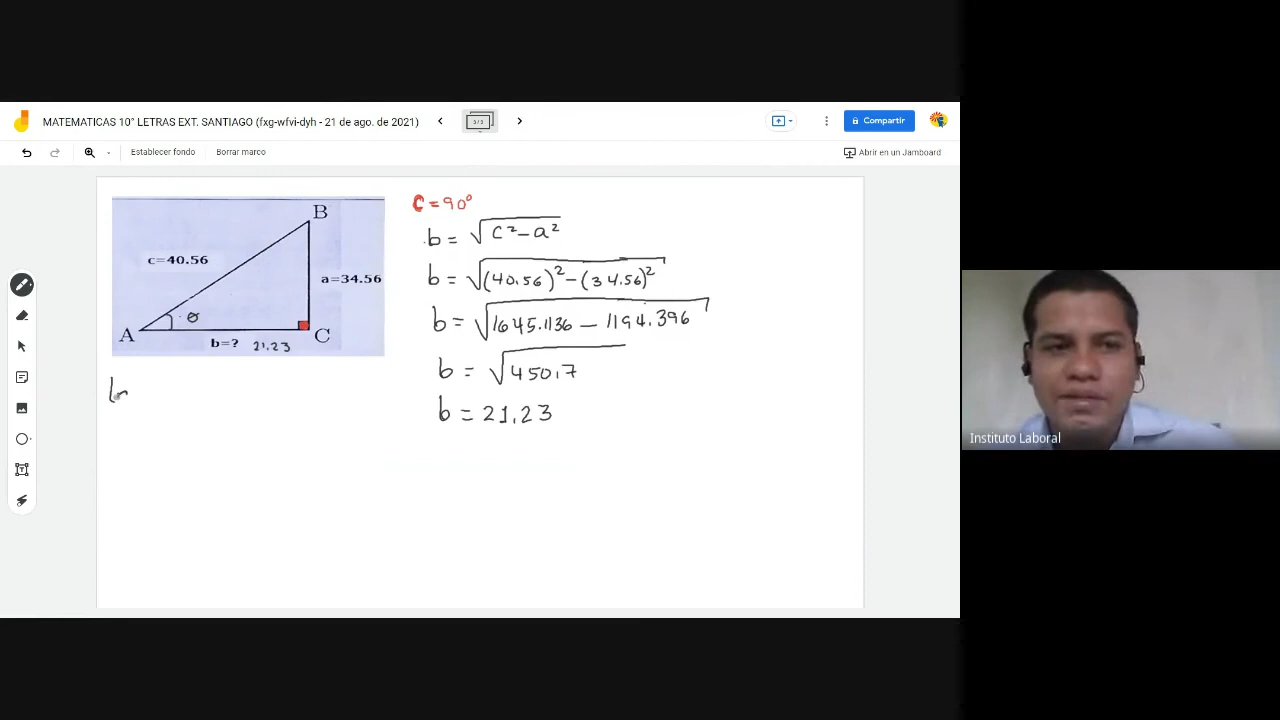 MATEMATICAS 10° LETRAS EXT. SANTIAGO (fxg-wfvi-dyh - 21 de ago. de 2021)
3/3
Compartir
Establecer fondo
Borrar marco
Abrir en un Jamboard
B
c=40.56
a=34.56
θ
A
C
b=? 21.23
C = 90°
b = √c² - a²
b = √(40.56)² - (34.56)²
b = √1645.1136 - 1194.396
b = √450.7
b = 21.23
Instituto Laboral